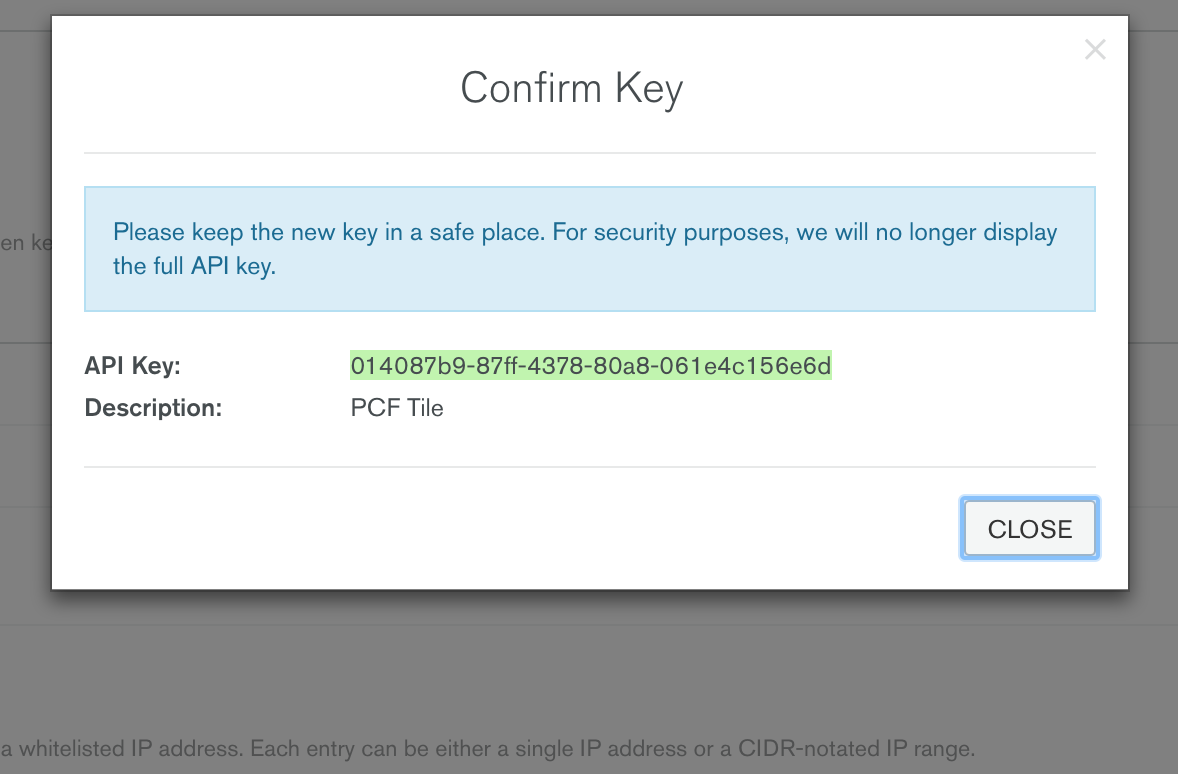 ×
Confirm Key
Please keep the new key in a safe place. For security purposes, we will no longer display
the full API key.
en ke
API Key: 014087b9-87ff-4378-80a8-061e4c156e6d
Description: PCF Tile
CLOSE
a whitelisted IP address. Each entry can be either a single IP address or a CIDR-notated IP range.